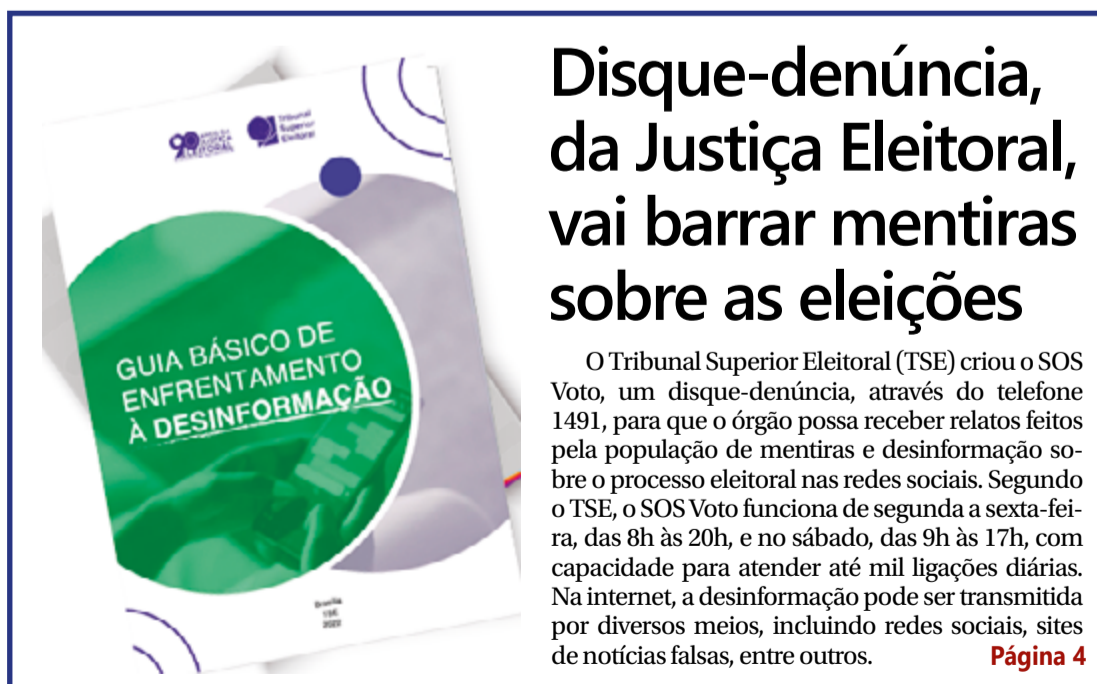 90 ANOS DA
JUSTIÇA
ELEITORAL
Tribunal
Superior
Eleitoral
GUIA BÁSICO DE
ENFRENTAMENTO
À DESINFORMAÇÃO
Brasília
TSE
2022
Disque-denúncia,
da Justiça Eleitoral,
vai barrar mentiras
sobre as eleições
O Tribunal Superior Eleitoral (TSE) criou o SOS
Voto, um disque-denúncia, através do telefone
1491, para que o órgão possa receber relatos feitos
pela população de mentiras e desinformação so-
bre o processo eleitoral nas redes sociais. Segundo
o TSE, o SOS Voto funciona de segunda a sexta-fei-
ra, das 8h às 20h, e no sábado, das 9h às 17h, com
capacidade para atender até mil ligações diárias.
Na internet, a desinformação pode ser transmitida
por diversos meios, incluindo redes sociais, sites
de notícias falsas, entre outros. Página 4